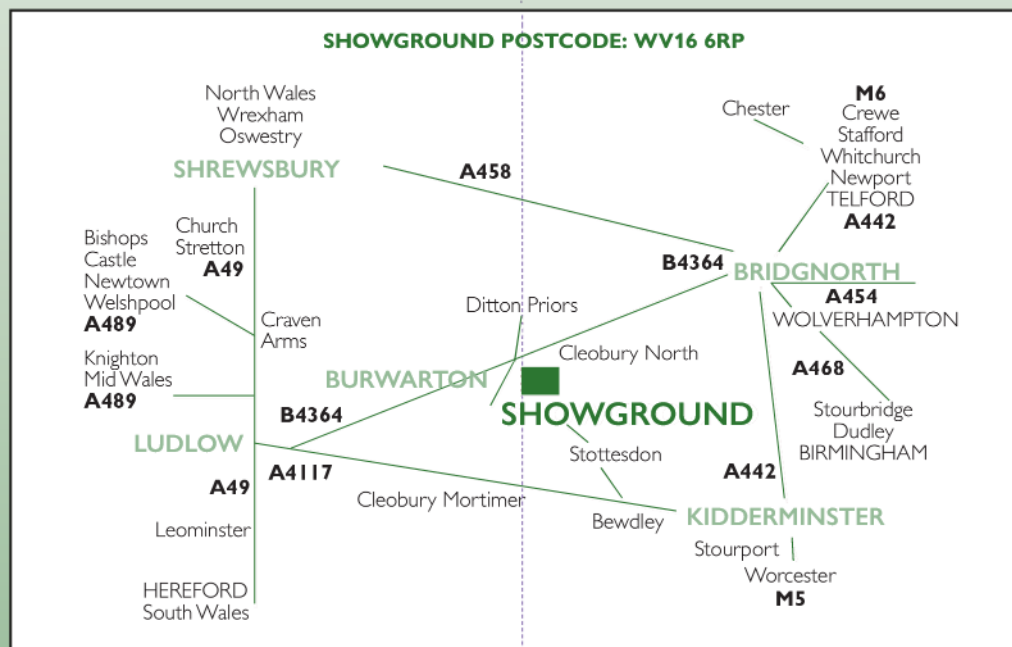 SHOWGROUND POSTCODE: WV16 6RP
North Wales
Wrexham
Oswestry
SHREWSBURY
A458
Chester
M6
Crewe
Stafford
Whitchurch
Newport
TELFORD
A442
Church
Stretton
A49
Bishops
Castle
Newtown
Welshpool
A489
Craven
Arms
Knighton
Mid Wales
A489
B4364
BRIDGNORTH
A454
WOLVERHAMPTON
A468
Stourbridge
Dudley
BIRMINGHAM
Ditton Priors
Cleobury North
BURWARTON
SHOWGROUND
B4364
LUDLOW
A4117
A49
Stottesdon
Cleobury Mortimer
Bewdley
A442
KIDDERMINSTER
Leominster
Stourport
Worcester
M5
HEREFORD
South Wales